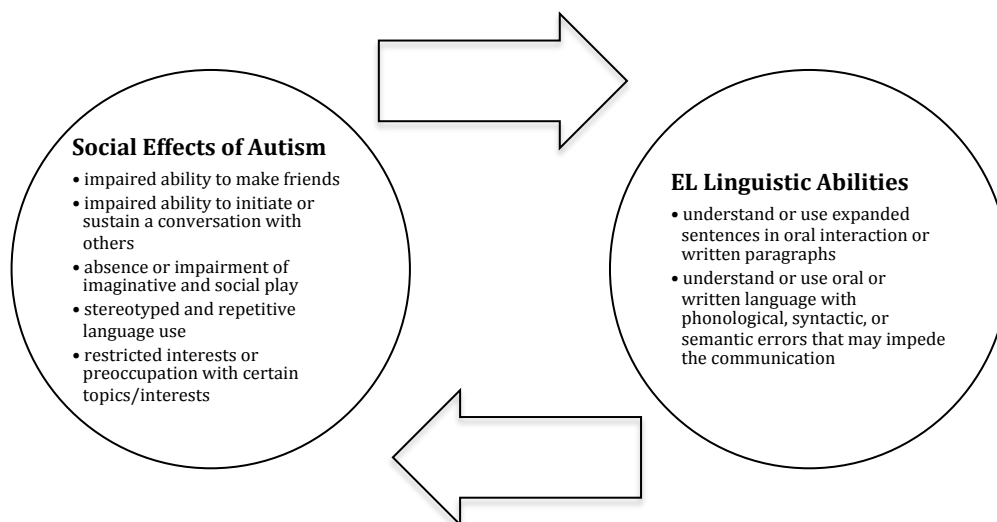 Social Effects of Autism
• impaired ability to make friends
• impaired ability to initiate or
sustain a conversation with
others
• absence or impairment of
imaginative and social play
• stereotyped and repetitive
language use
• restricted interests or
preoccupation with certain
topics/interests
EL Linguistic Abilities
• understand or use expanded
sentences in oral interaction or
written paragraphs
• understand or use oral or
written language with
phonological, syntactic, or
semantic errors that may impede
the communication